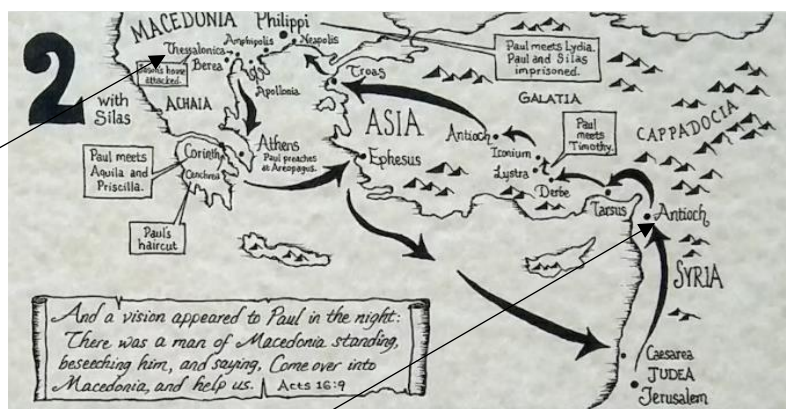 2
with
Silas
MACEDONIA
Philippi
Amphipolis
Neapolis
Thessalonica
Berea
Apollonia
house
attacked.
ACHAIA
Athens
Paul preaches
at Areopagus.
Corinth
Cenchrea
Paul meets
Aquila and
Priscilla.
Paul's
haircut
Paul meets Lydia.
Paul and Silas
imprisoned.
Troas
ASIA
Ephesus
GALATIA
Antioch
Iconium
Lystra
Derbe
Paul
meets
Timothy.
CAPPADOCIA
Tarsus
Antioch
SYRIA
Caesarea
JUDEA
Jerusalem
And a vision appeared to Paul in the night:
There was a man of Macedonia standing,
beseeching him, and saying, Come over into
Macedonia, and help us. Acts 16:9